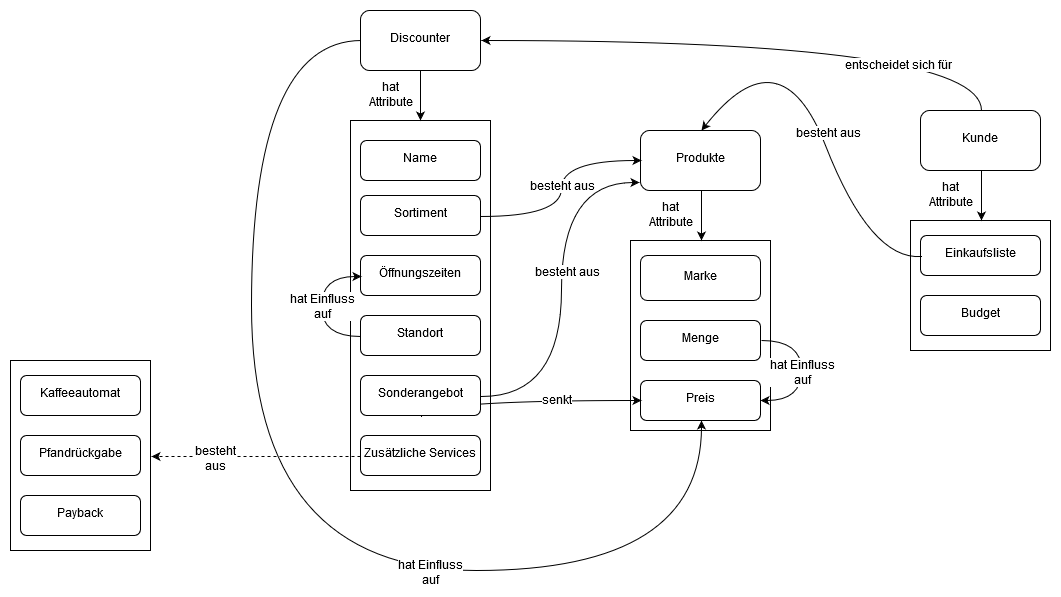 Discounter
entscheidet sich für
hat
Attribute
Kunde
besteht aus
Name
Produkte
hat
Attribute
besteht aus
Sortiment
hat
Attribute
Einkaufsliste
Öffnungszeiten
besteht aus
Marke
hat Einfluss
auf
Budget
Standort
Menge
hat Einfluss
auf
Kaffeeautomat
Sonderangebot
senkt
Preis
Pfandrückgabe
besteht
aus
Zusätzliche Services
Payback
hat Einfluss
auf